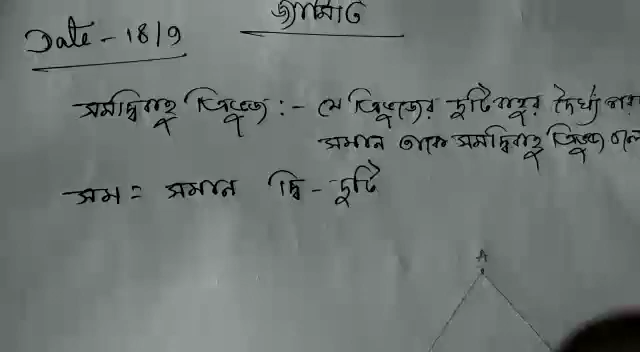 জ্যামিতি
Date - 18/9
সমদ্বিবাহু ত্রিভুজ :- যে ত্রিভুজের দুটি বাহুর দৈর্ঘ্য
সমান তাকে সমদ্বিবাহু ত্রিভুজ বলে
সম = সমান দ্বি - দুটি
A